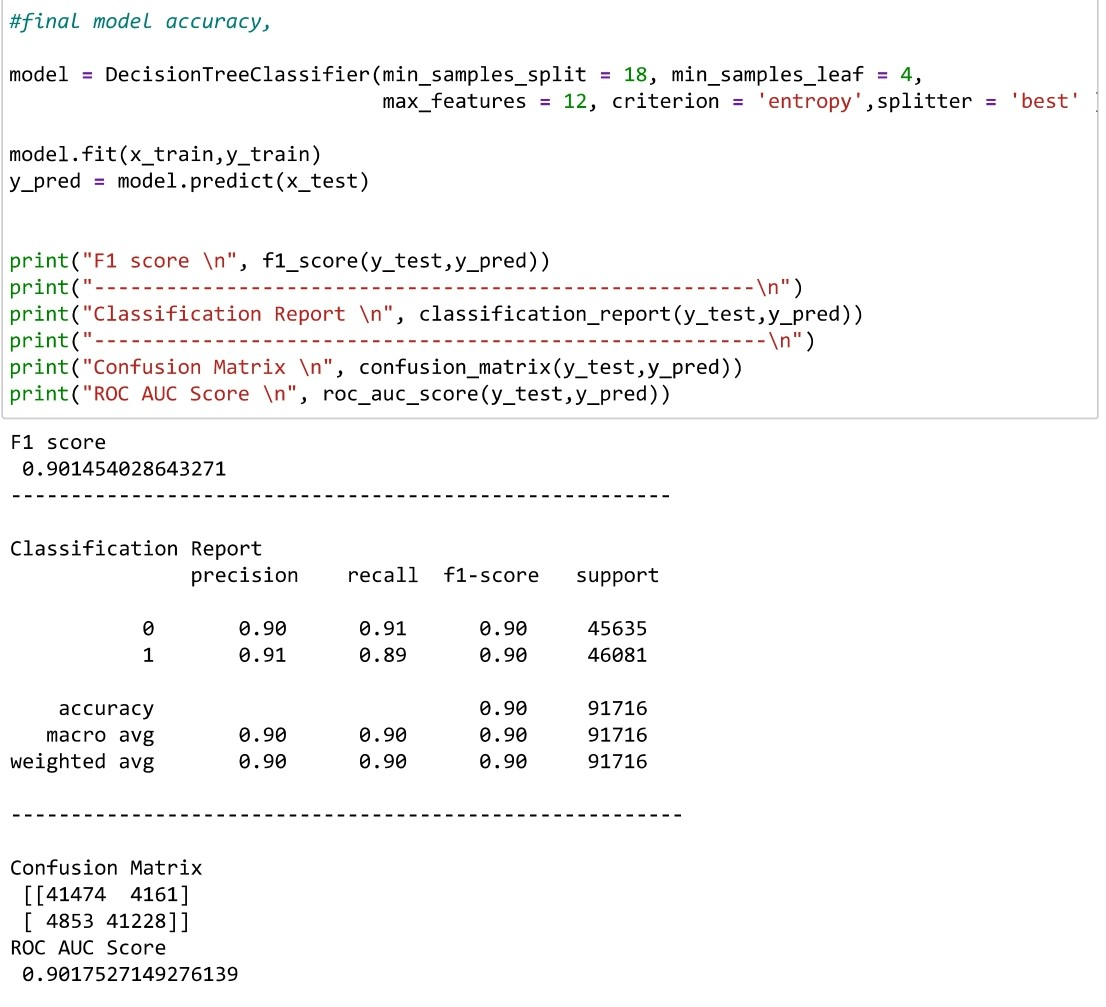 #final model accuracy,
model = DecisionTreeClassifier(min_samples_split = 18, min_samples_leaf = 4,
max_features = 12, criterion = 'entropy',splitter = 'best' )
model.fit(x_train,y_train)
y_pred = model.predict(x_test)
print("F1 score \n", f1_score(y_test,y_pred))
print("-------------------------------------------------------\n")
print("Classification Report \n", classification_report(y_test,y_pred))
print("--------------------------------------------------------\n")
print("Confusion Matrix \n", confusion_matrix(y_test,y_pred))
print("ROC AUC Score \n", roc_auc_score(y_test,y_pred))
F1 score
0.901454028643271
-------------------------------------------------------
Classification Report
precision recall f1-score support
0 0.90 0.91 0.90 45635
1 0.91 0.89 0.90 46081
accuracy 0.90 91716
macro avg 0.90 0.90 0.90 91716
weighted avg 0.90 0.90 0.90 91716
--------------------------------------------------------
Confusion Matrix
[[41474 4161]
[ 4853 41228]]
ROC AUC Score
0.9017527149276139